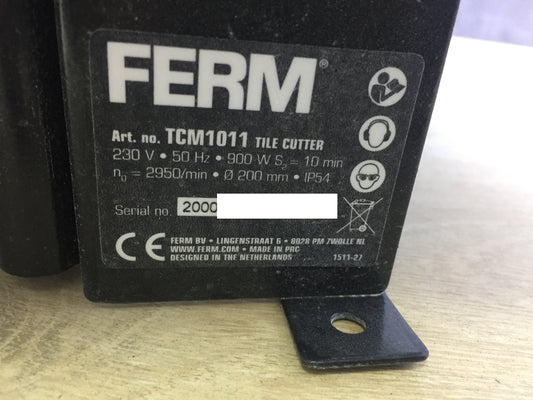 FERM®
Art. no. TCM1011 TILE CUTTER
230 V • 50 Hz • 900 W S2 = 10 min
n0 = 2950/min • Ø 200 mm • IP54
Serial no. 2000
CE FERM BV • LINGENSTRAAT 6 • 8028 PM ZWOLLE NL
WWW.FERM.COM • MADE IN PRC
DESIGNED IN THE NETHERLANDS 1511-27